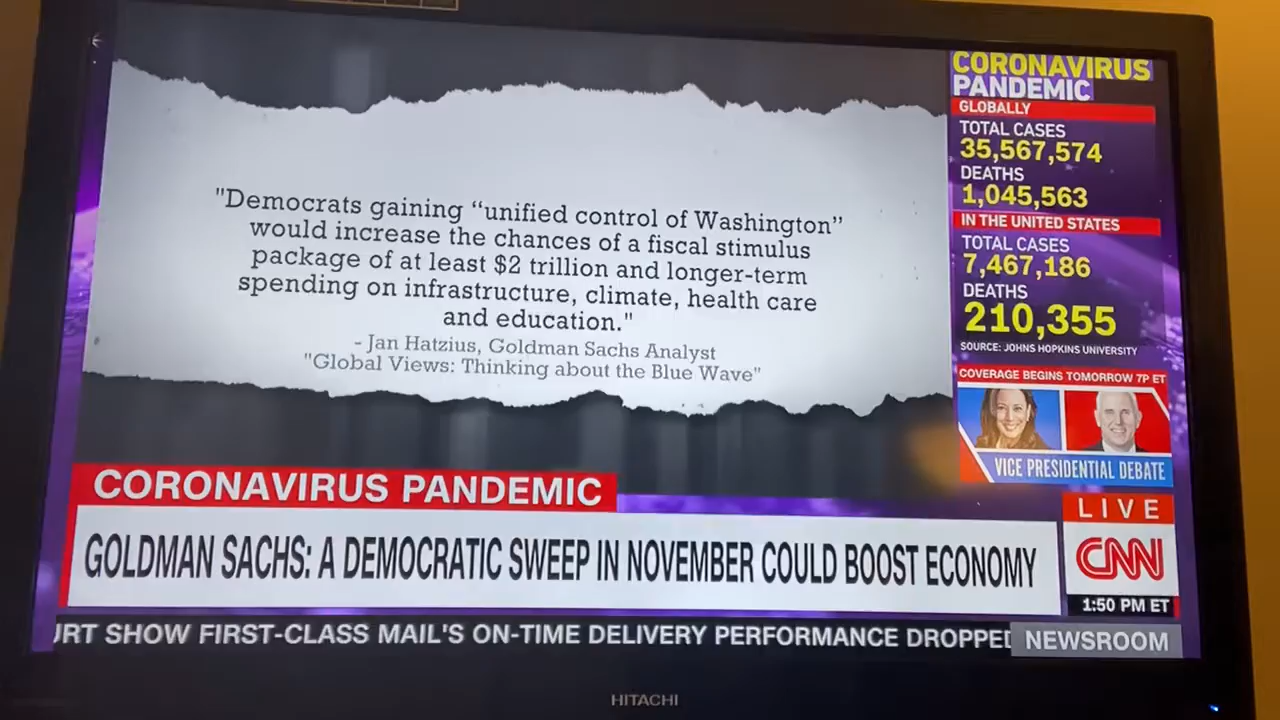 "Democrats gaining “unified control of Washington”
would increase the chances of a fiscal stimulus
package of at least $2 trillion and longer-term
spending on infrastructure, climate, health care
and education."
- Jan Hatzius, Goldman Sachs Analyst
"Global Views: Thinking about the Blue Wave"
CORONAVIRUS
PANDEMIC
GLOBALLY
TOTAL CASES
35,567,574
DEATHS
1,045,563
IN THE UNITED STATES
TOTAL CASES
7,467,186
DEATHS
210,355
SOURCE: JOHNS HOPKINS UNIVERSITY
COVERAGE BEGINS TOMORROW 7P ET
VICE PRESIDENTIAL DEBATE
CORONAVIRUS PANDEMIC
GOLDMAN SACHS: A DEMOCRATIC SWEEP IN NOVEMBER COULD BOOST ECONOMY
LIVE
CNN
1:50 PM ET
URT SHOW FIRST-CLASS MAIL'S ON-TIME DELIVERY PERFORMANCE DROPPED
NEWSROOM
HITACHI